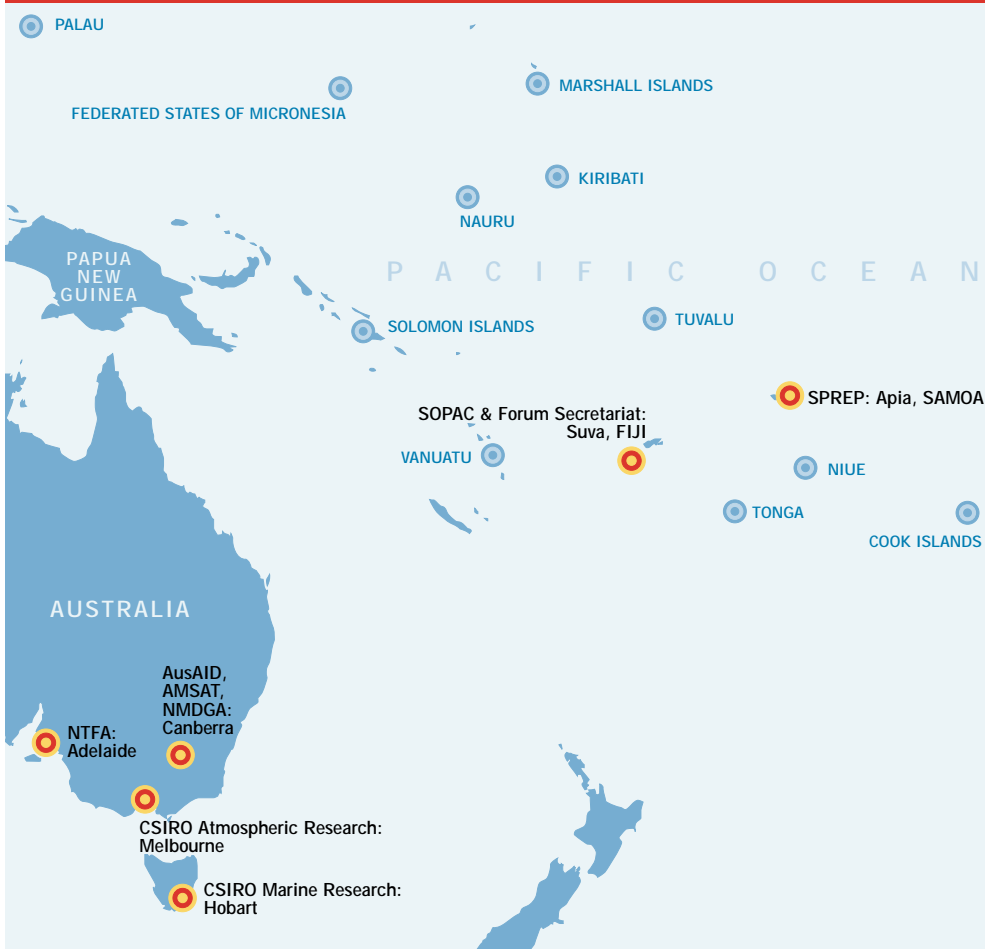 PALAU
MARSHALL ISLANDS
FEDERATED STATES OF MICRONESIA
KIRIBATI
NAURU
PAPUA
NEW
GUINEA
PACIFIC OCEAN
SOLOMON ISLANDS
TUVALU
SPREP: Apia, SAMOA
SOPAC & Forum Secretariat:
Suva, FIJI
VANUATU
NIUE
TONGA
COOK ISLANDS
AUSTRALIA
AusAID,
AMSAT,
NMDGA:
Canberra
NTFA:
Adelaide
CSIRO Atmospheric Research:
Melbourne
CSIRO Marine Research:
Hobart